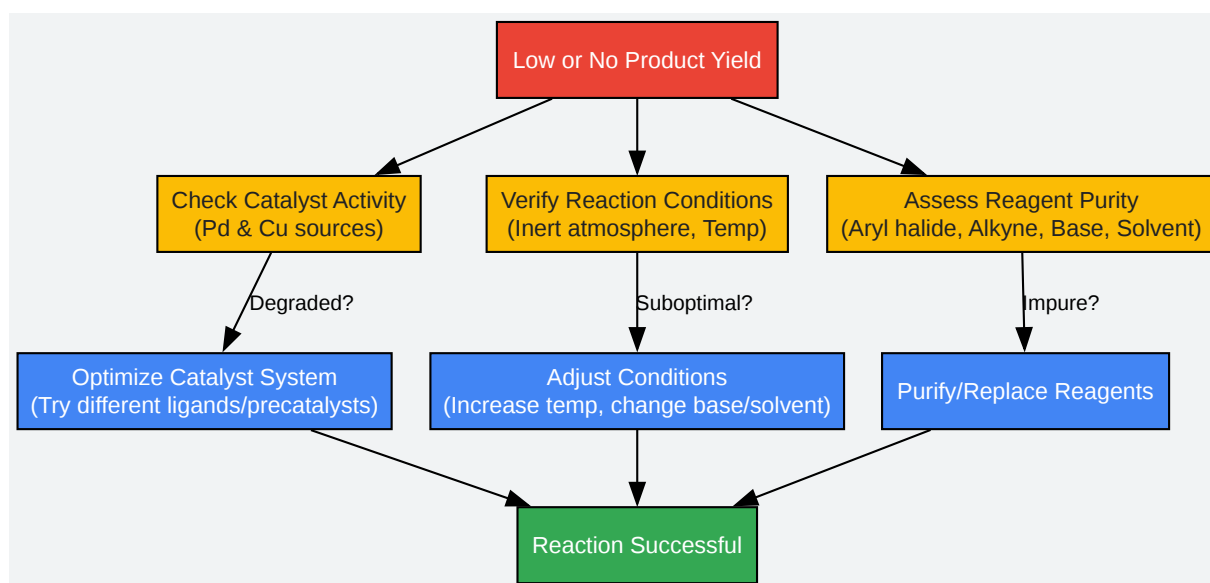 Low or No Product Yield
Check Catalyst Activity
(Pd & Cu sources)
Verify Reaction Conditions
(Inert atmosphere, Temp)
Assess Reagent Purity
(Aryl halide, Alkyne, Base, Solvent)
Degraded?
Suboptimal?
Impure?
Optimize Catalyst System
(Try different ligands/precatalysts)
Adjust Conditions
(Increase temp, change base/solvent)
Purify/Replace Reagents
Reaction Successful